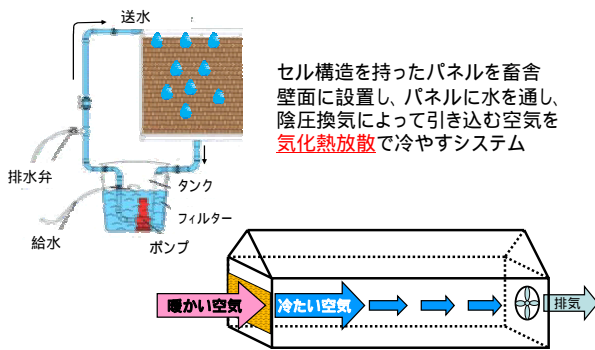 送水
セル構造を持ったパネルを畜舎
壁面に設置し、パネルに水を通し、
陰圧換気によって引き込む空気を
気化熱放散で冷やすシステム
排水弁
タンク
フィルター
給水
ポンプ
暖かい空気
冷たい空気
排気